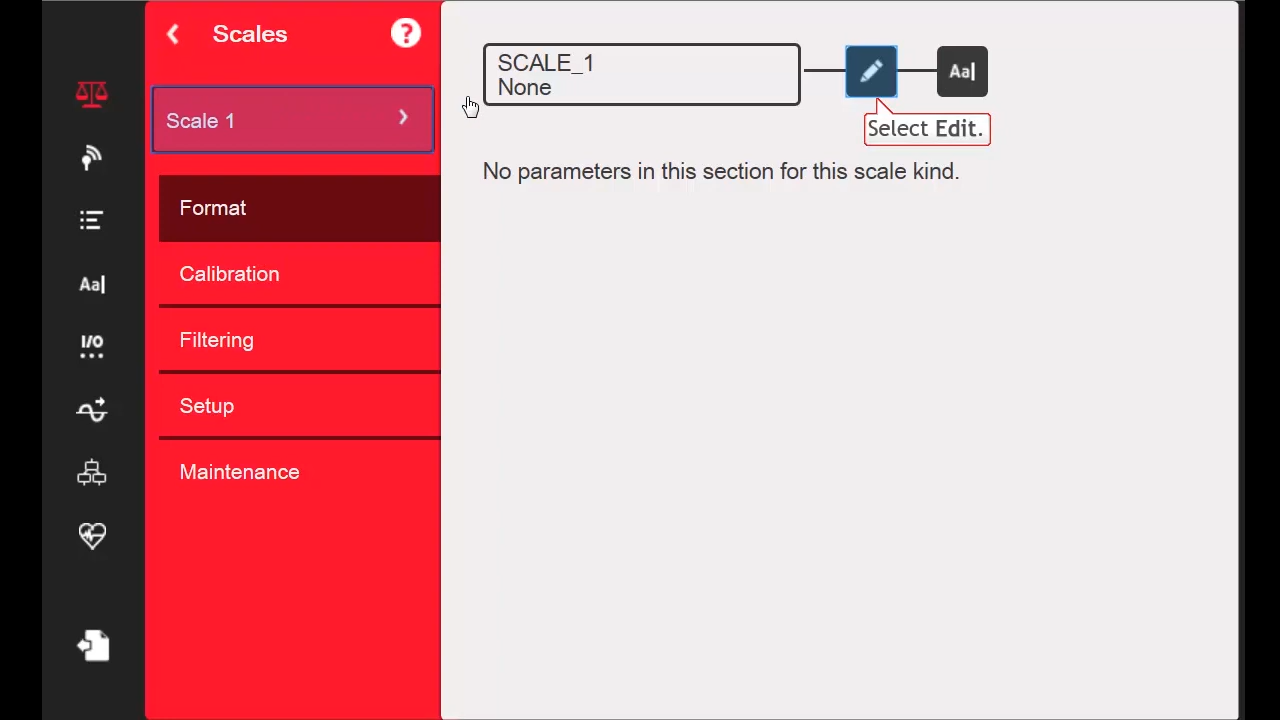 Scales
?
Scale 1
Format
Calibration
Filtering
Setup
Maintenance
Aa
I/O
SCALE_1
None
Aa
Select Edit.
No parameters in this section for this scale kind.